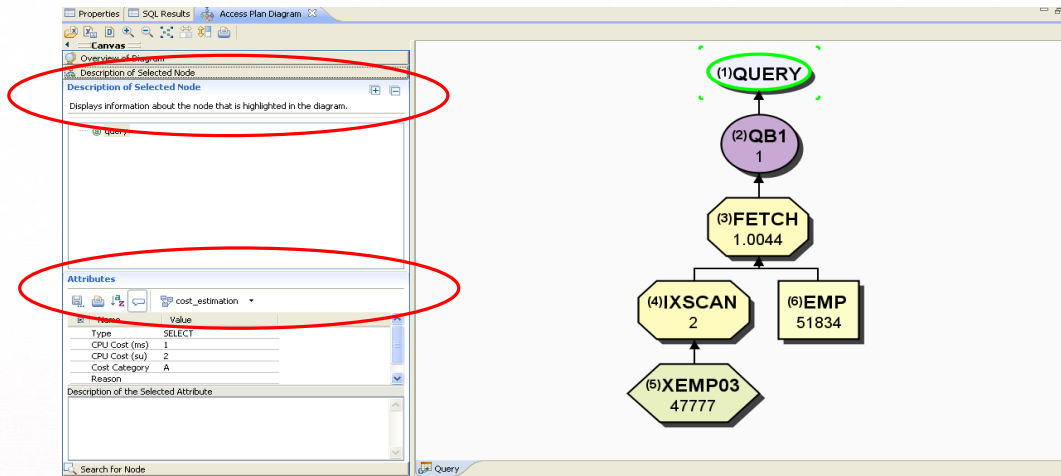 Properties SQL Results Access Plan Diagram
Canvas
Overview of Diagram
Description of Selected Node
Description of Selected Node
Displays information about the node that is highlighted in the diagram.
query
Attributes
cost_estimation
Name Value
Type SELECT
CPU Cost (ms) 1
CPU Cost (su) 2
Cost Category A
Reason
Description of the Selected Attribute
Search for Node
(1)QUERY
(2)QB1
1
(3)FETCH
1.0044
(4)IXSCAN
2
(6)EMP
51834
(5)XEMP03
47777
Query